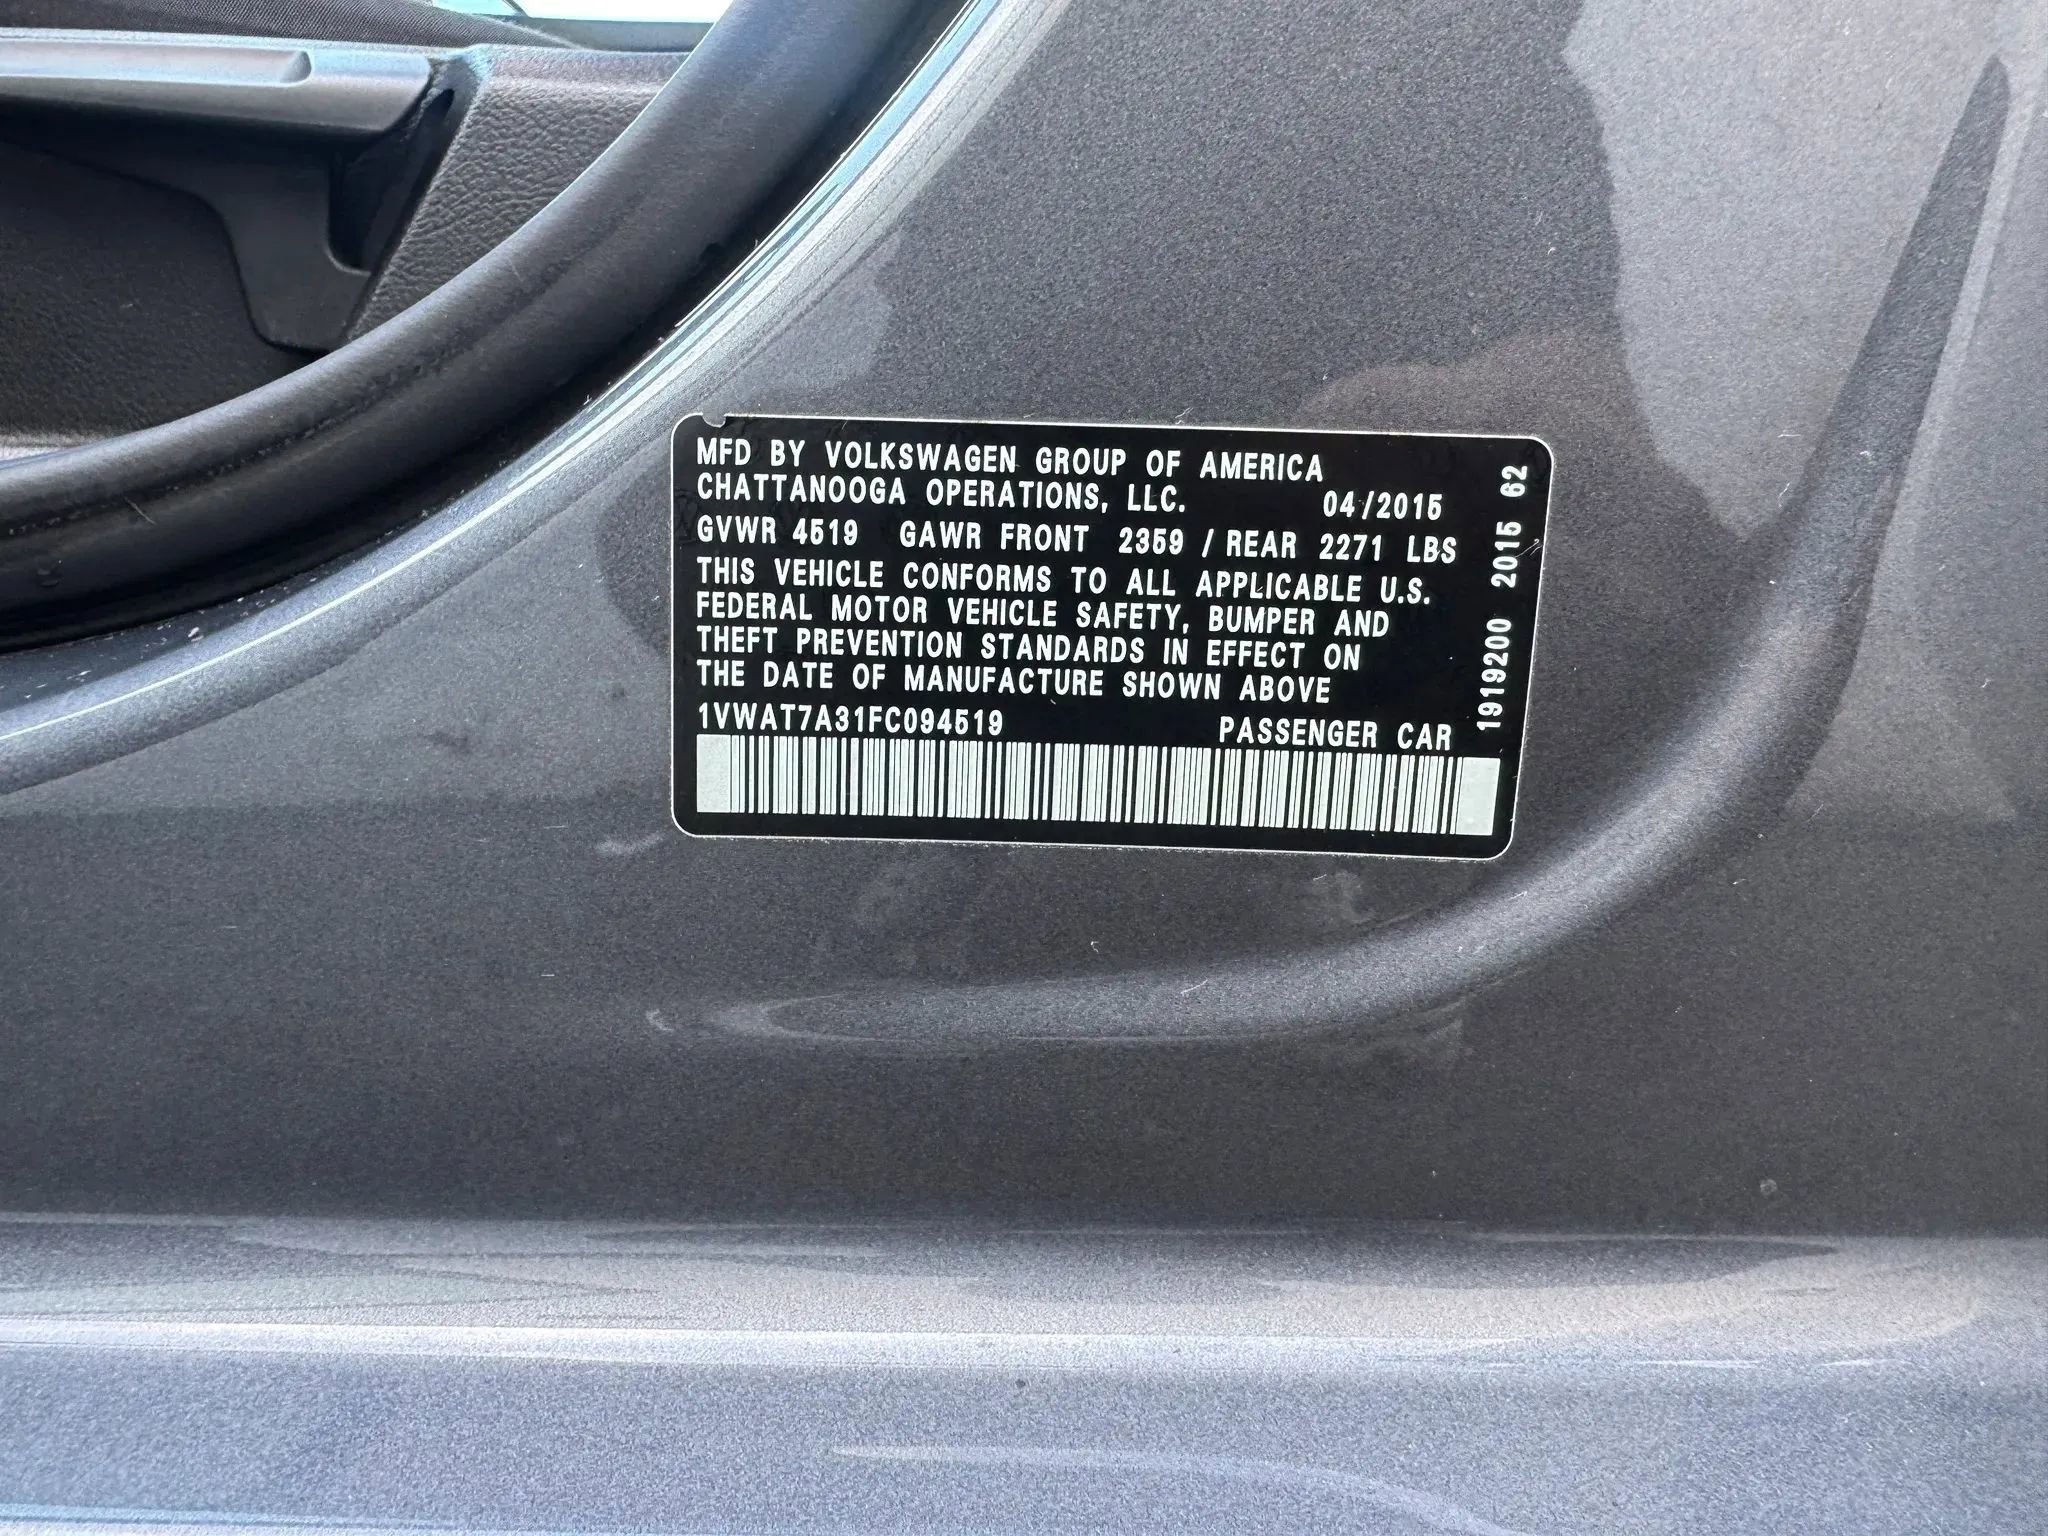 MFD BY VOLKSWAGEN GROUP OF AMERICA
CHATTANOOGA OPERATIONS, LLC. 04/2015
GVWR 4519 GAWR FRONT 2359 / REAR 2271 LBS
THIS VEHICLE CONFORMS TO ALL APPLICABLE U.S.
FEDERAL MOTOR VEHICLE SAFETY, BUMPER AND
THEFT PREVENTION STANDARDS IN EFFECT ON
THE DATE OF MANUFACTURE SHOWN ABOVE
1VWAT7A31FC094519 PASSENGER CAR
1919200 2015 62